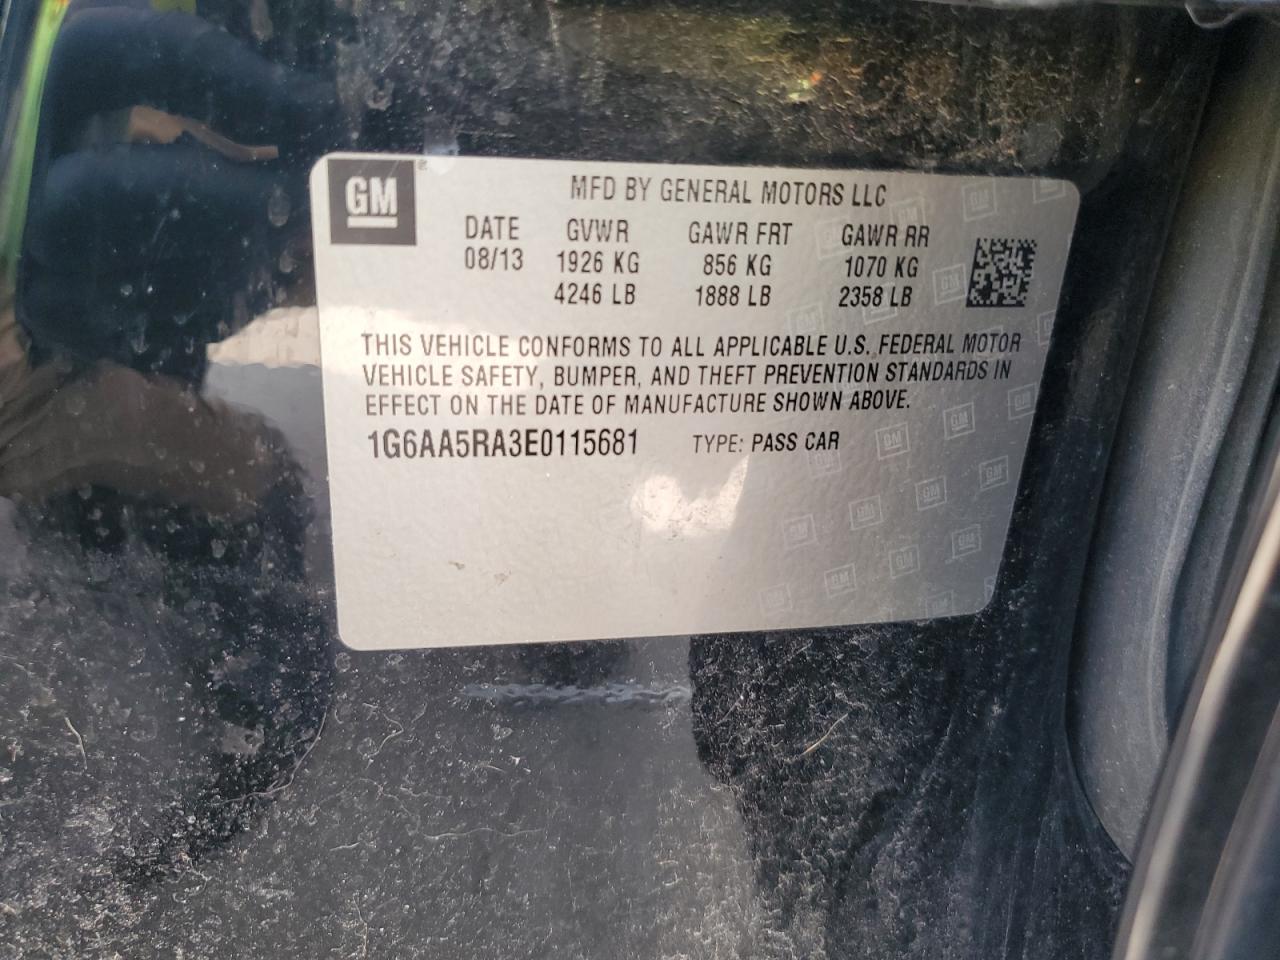 GM®
MFD BY GENERAL MOTORS LLC
DATE GVWR GAWR FRT GAWR RR
08/13 1926 KG 856 KG 1070 KG
4246 LB 1888 LB 2358 LB
THIS VEHICLE CONFORMS TO ALL APPLICABLE U.S. FEDERAL MOTOR
VEHICLE SAFETY, BUMPER, AND THEFT PREVENTION STANDARDS IN
EFFECT ON THE DATE OF MANUFACTURE SHOWN ABOVE.
1G6AA5RA3E0115681 TYPE: PASS CAR